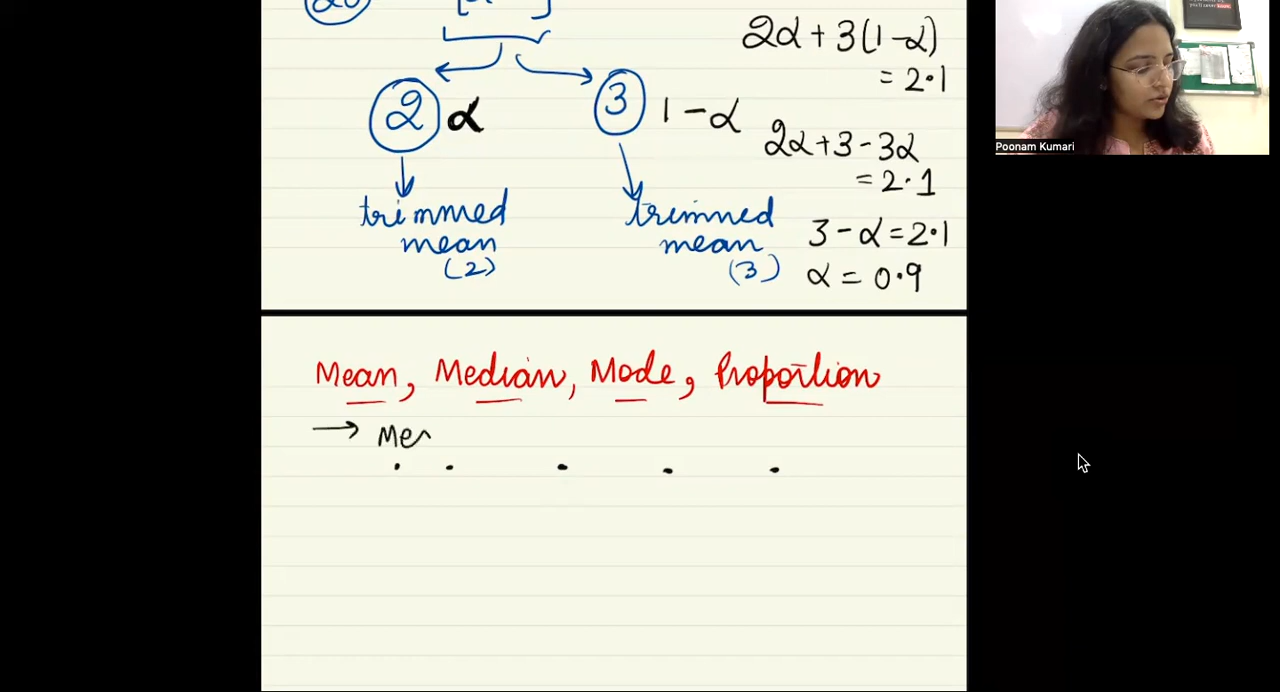 2α + 3(1-α)
= 2.1
2 α
3 1-α
2α+3-3α
= 2.1
trimmed
mean
(2)
trimmed
mean
(3)
3-α=2.1
α = 0.9
Mean, Median, Mode, Proportion
→ Me
Poonam Kumari